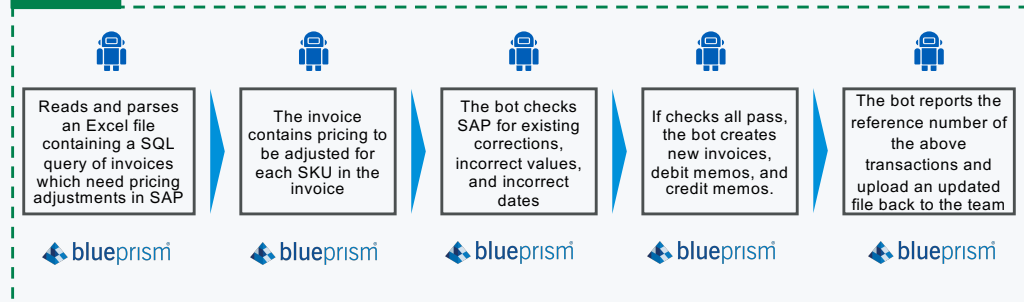 Reads and parses
an Excel file
containing a SQL
query of invoices
which need pricing
adjustments in SAP
The invoice
contains pricing to
be adjusted for
each SKU in the
invoice
The bot checks
SAP for existing
corrections,
incorrect values,
and incorrect
dates
If checks all pass,
the bot creates
new invoices,
debit memos, and
credit memos.
The bot reports the
reference number of
the above
transactions and
upload an updated
file back to the team
blueprism®
blueprism®
blueprism®
blueprism®
blueprism®